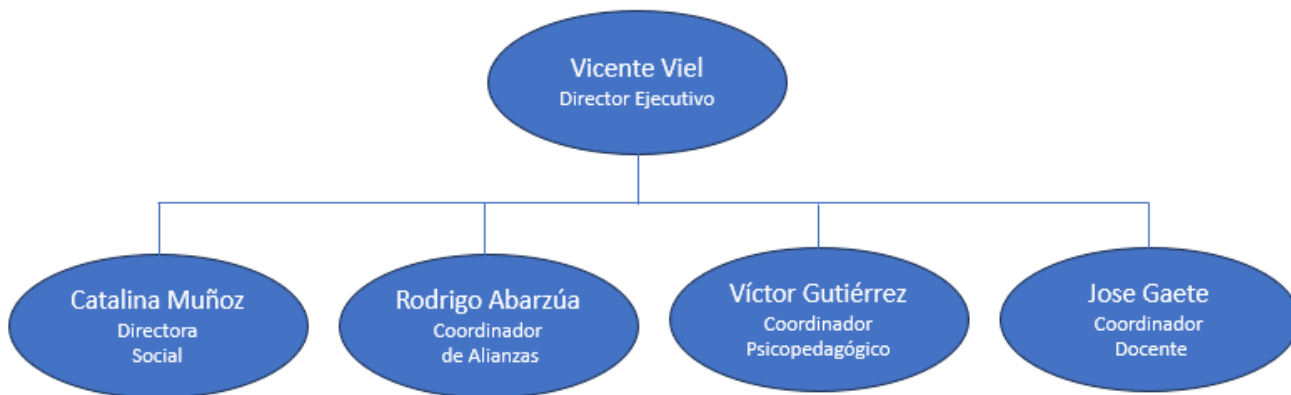 Vicente Viel
Director Ejecutivo
Catalina Muñoz
Directora
Social
Rodrigo Abarzúa
Coordinador
de Alianzas
Víctor Gutiérrez
Coordinador
Psicopedagógico
Jose Gaete
Coordinador
Docente